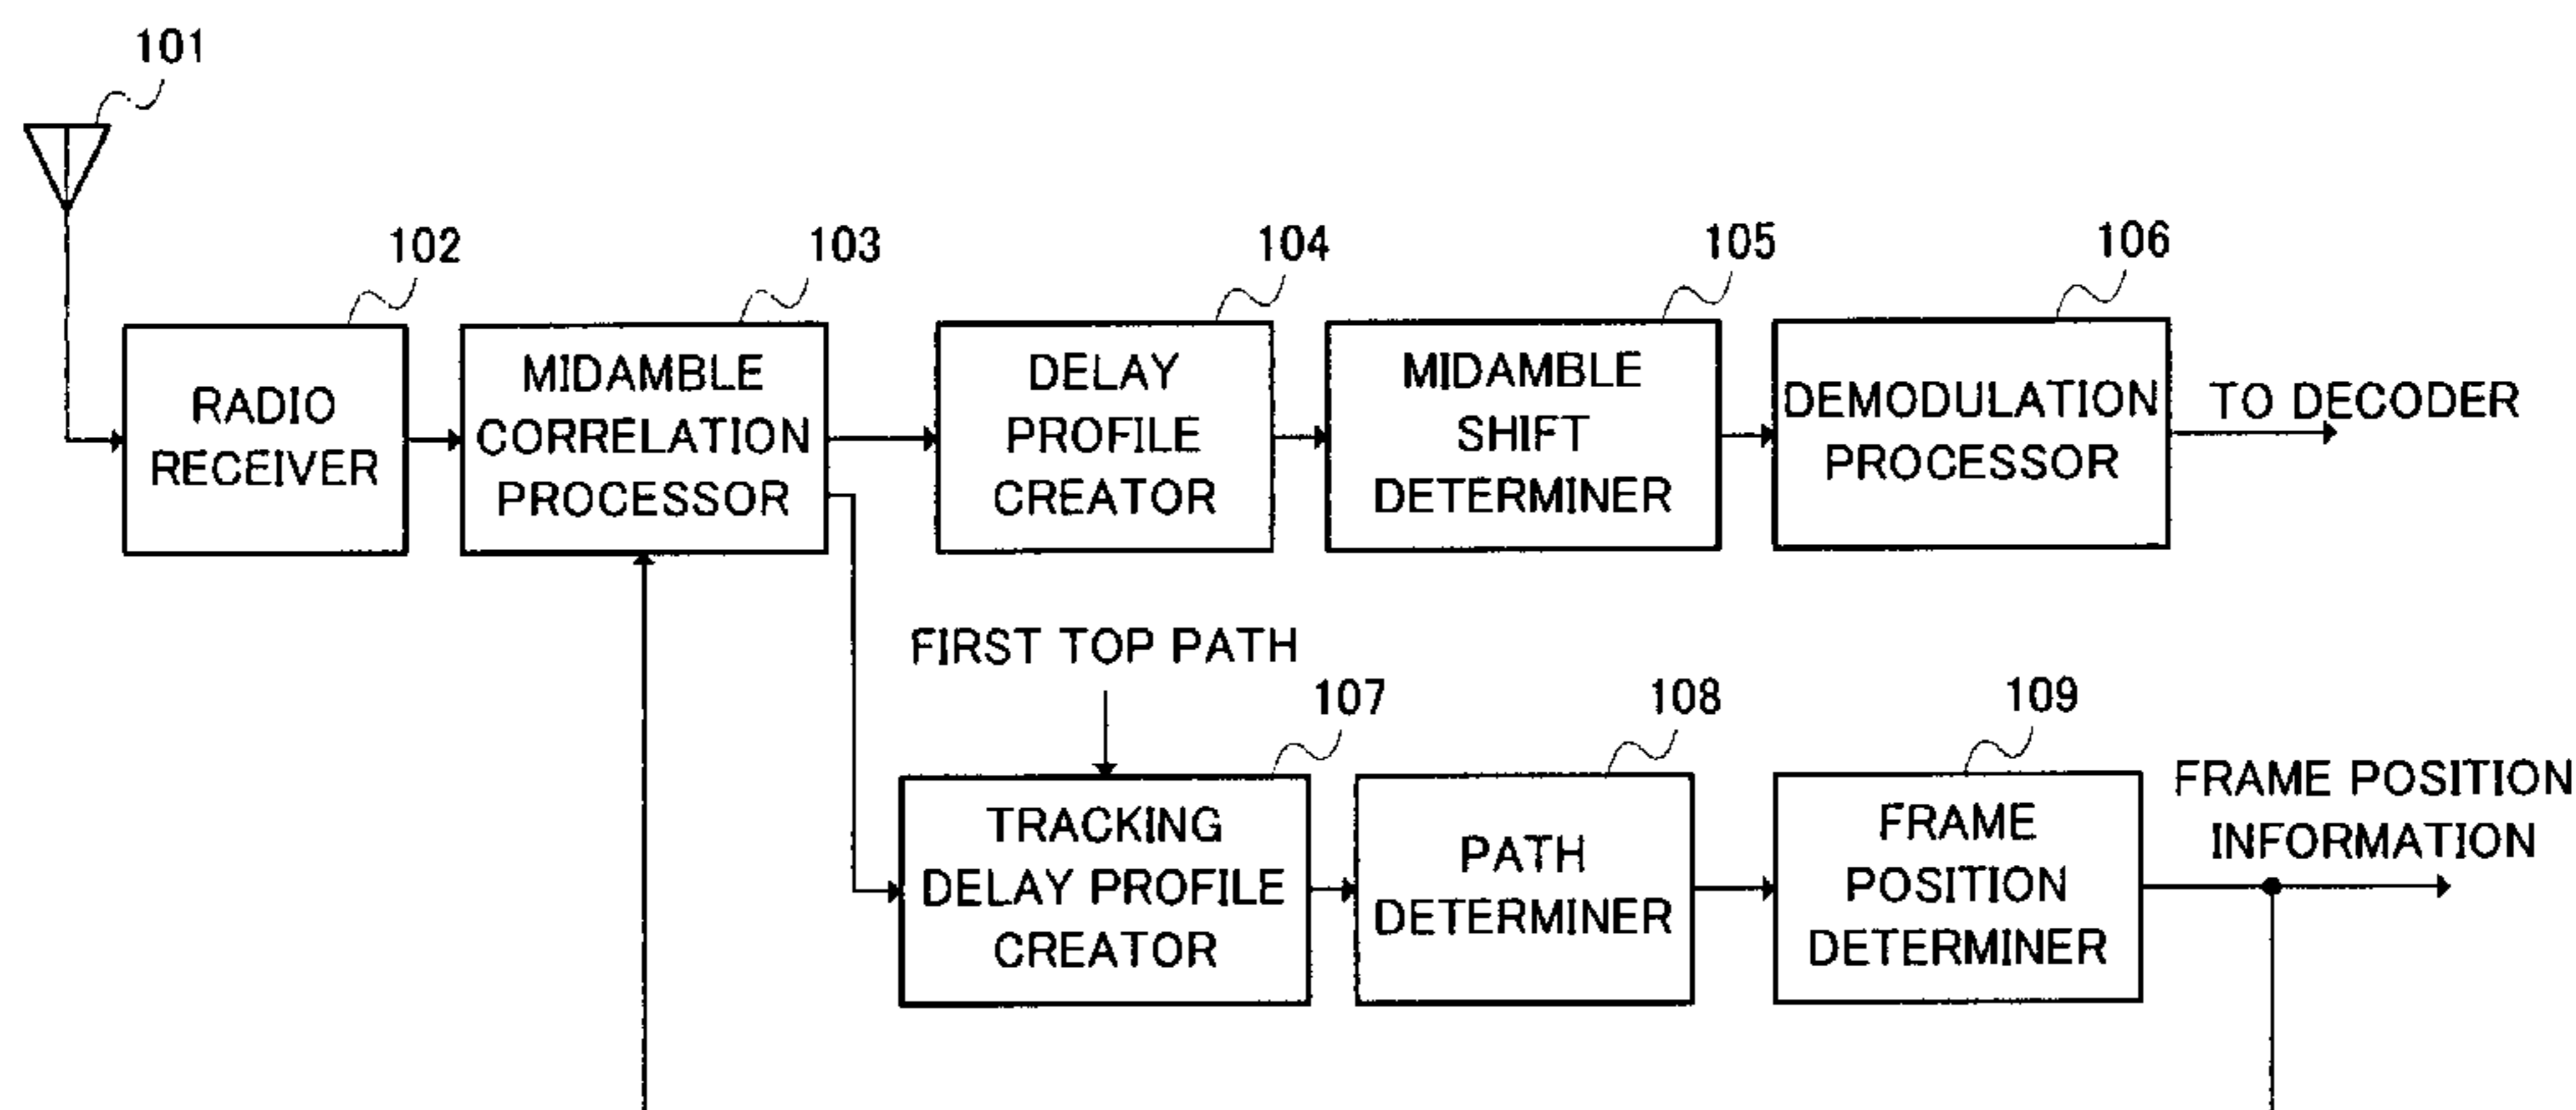 101
102
103
104
105
106
RADIO
RECEIVER
MIDAMBLE
CORRELATION
PROCESSOR
DELAY
PROFILE
CREATOR
MIDAMBLE
SHIFT
DETERMINER
DEMODULATION
PROCESSOR
TO DECODER
FIRST TOP PATH
107
108
109
TRACKING
DELAY PROFILE
CREATOR
PATH
DETERMINER
FRAME
POSITION
DETERMINER
FRAME POSITION
INFORMATION